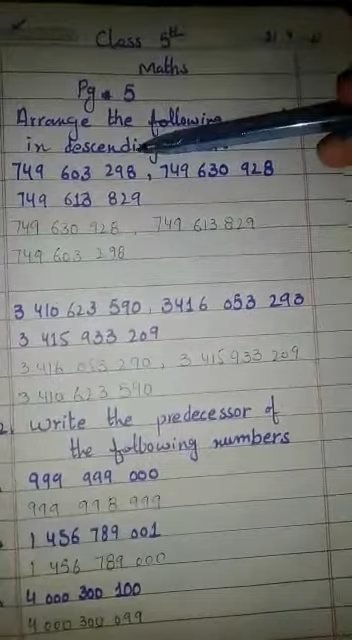 Class 5th
Maths
Pg. 5
Arrange the following
in descending
749 603 298, 749 630 928
749 613 829
749 630 928, 749 613 829
749 603 298
3 410 623 590, 3416 053 290
3 415 933 209
3 416 053 290, 3 415 933 209
3 410 623 590
2. Write the predecessor of
the following numbers
999 999 000
999 998 999
1 456 789 001
1 456 789 000
4 000 300 100
4 000 300 099